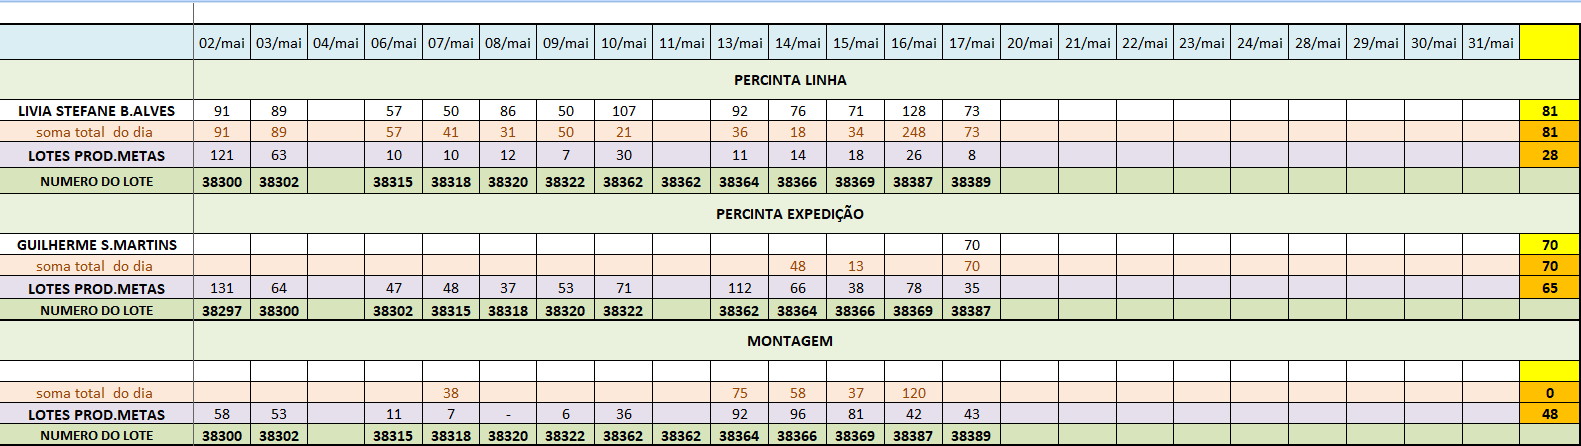 02/mai 03/mai 04/mai 06/mai 07/mai 08/mai 09/mai 10/mai 11/mai 13/mai 14/mai 15/mai 16/mai 17/mai 20/mai 21/mai 22/mai 23/mai 24/mai 28/mai 29/mai 30/mai 31/mai
PERCINTA LINHA
LIVIA STEFANE B.ALVES 91 89 57 50 86 50 107 92 76 71 128 73 81
soma total do dia 91 89 57 41 31 50 21 36 18 34 248 73 81
LOTES PROD.METAS 121 63 10 10 12 7 30 11 14 18 26 8 28
NUMERO DO LOTE 38300 38302 38315 38318 38320 38322 38362 38362 38364 38366 38369 38387 38389
PERCINTA EXPEDIÇÃO
GUILHERME S.MARTINS 70 70
soma total do dia 48 13 70 70
LOTES PROD.METAS 131 64 47 48 37 53 71 112 66 38 78 35 65
NUMERO DO LOTE 38297 38300 38302 38315 38318 38320 38322 38362 38364 38366 38369 38387
MONTAGEM
soma total do dia 38 75 58 37 120 0
LOTES PROD.METAS 58 53 11 7 - 6 36 92 96 81 42 43 48
NUMERO DO LOTE 38300 38302 38315 38318 38320 38322 38362 38362 38364 38366 38369 38387 38389